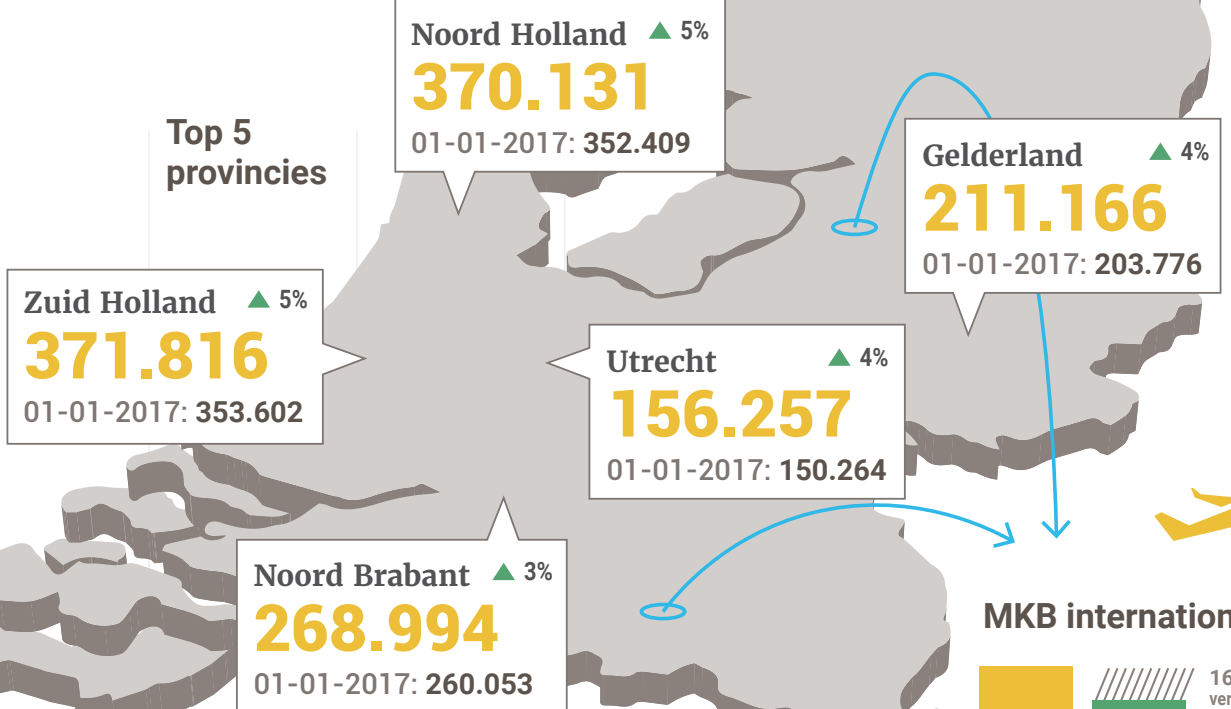 Top 5
provincies
Noord Holland 5%
370.131
01-01-2017: 352.409
Gelderland 4%
211.166
01-01-2017: 203.776
Zuid Holland 5%
371.816
01-01-2017: 353.602
Utrecht 4%
156.257
01-01-2017: 150.264
Noord Brabant 3%
268.994
01-01-2017: 260.053
MKB internation
16
ver